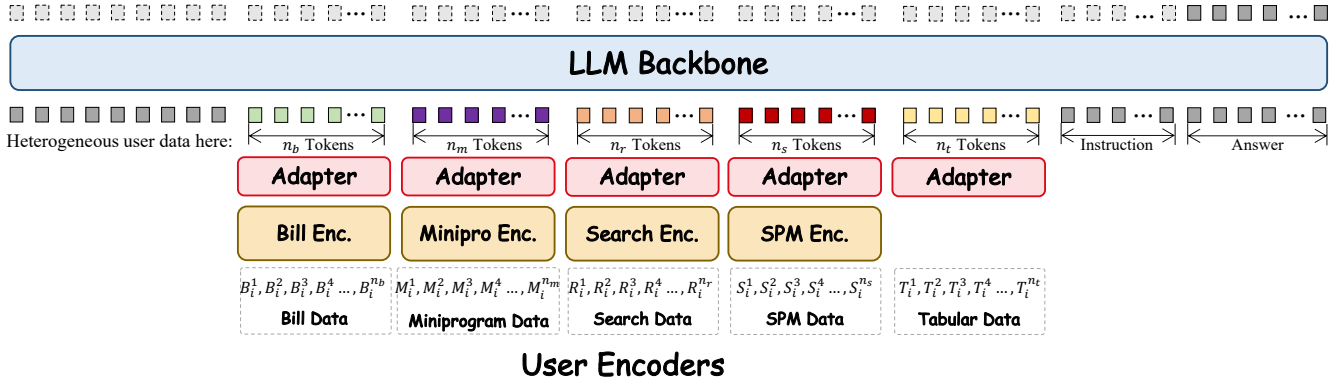 LLM Backbone
Heterogeneous user data here: n_b Tokens n_m Tokens n_r Tokens n_s Tokens n_t Tokens Instruction Answer
Adapter Adapter Adapter Adapter Adapter
Bill Enc. Minipro Enc. Search Enc. SPM Enc.
B_i^1, B_i^2, B_i^3, B_i^4 ..., B_i^{n_b} M_i^1, M_i^2, M_i^3, M_i^4 ..., M_i^{n_m} R_i^1, R_i^2, R_i^3, R_i^4 ..., R_i^{n_r} S_i^1, S_i^2, S_i^3, S_i^4 ..., S_i^{n_s} T_i^1, T_i^2, T_i^3, T_i^4 ..., T_i^{n_t}
Bill Data Miniprogram Data Search Data SPM Data Tabular Data
User Encoders